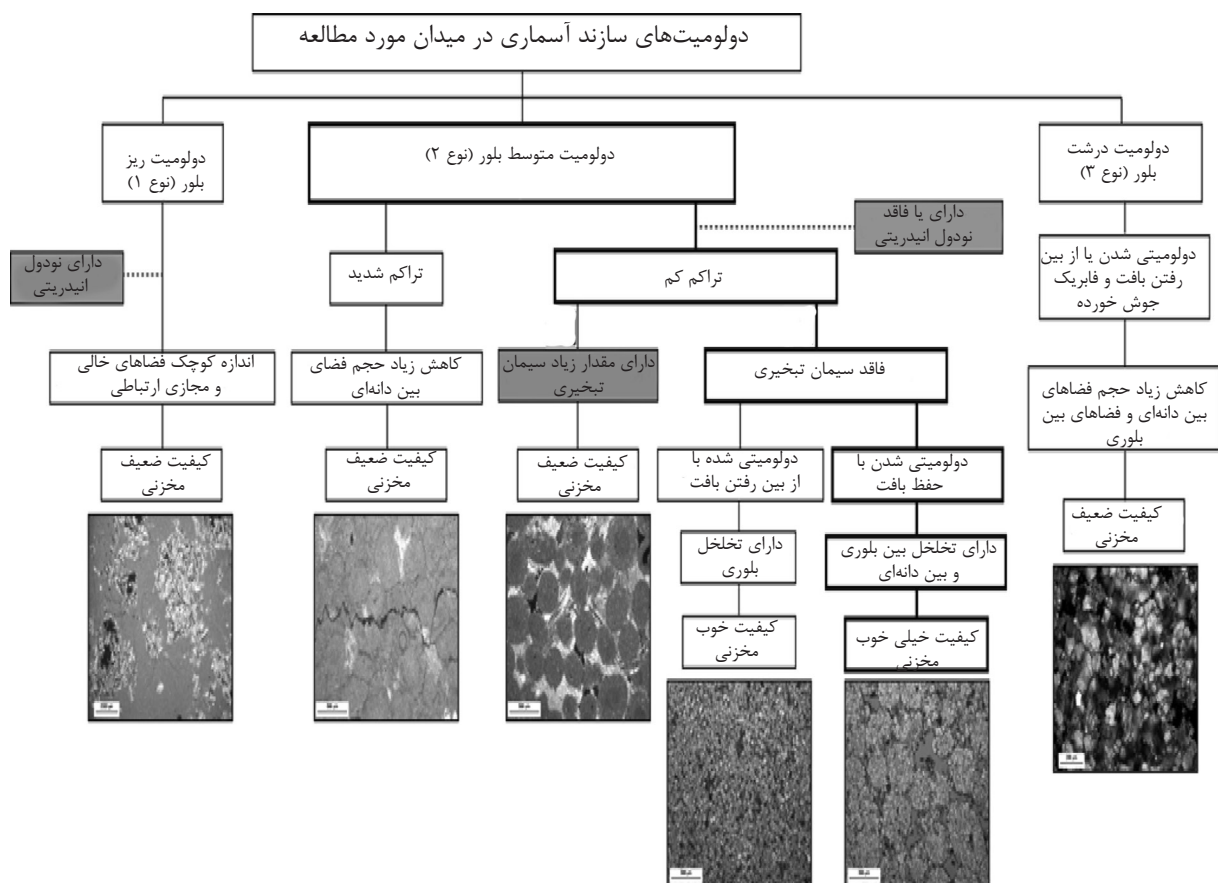 دولومیت‌های سازند آسماری در میدان مورد مطالعه
دولومیت درشت
بلور (نوع ۳)
دولومیت متوسط بلور (نوع ۲)
دولومیت ریز
بلور (نوع ۱)
دارای یا فاقد
نودول انیدریتی
دارای نودول
انیدریتی
دولومیتی شدن یا از بین
رفتن بافت و فابریک
جوش خورده
تراکم کم
تراکم شدید
کاهش زیاد حجم فضاهای
بین دانه‌ای و فضاهای بین
بلوری
فاقد سیمان تبخیری
دارای مقدار زیاد سیمان
تبخیری
کاهش زیاد حجم فضای
بین دانه‌ای
اندازه کوچک فضاهای خالی
و مجازی ارتباطی
کیفیت ضعیف
مخزنی
دولومیتی شدن با
حفظ بافت
دولومیتی شده با
از بین رفتن بافت
کیفیت ضعیف
مخزنی
کیفیت ضعیف
مخزنی
کیفیت ضعیف
مخزنی
دارای تخلخل بین بلوری
و بین دانه‌ای
دارای تخلخل
بلوری
کیفیت خیلی خوب
مخزنی
کیفیت خوب
مخزنی